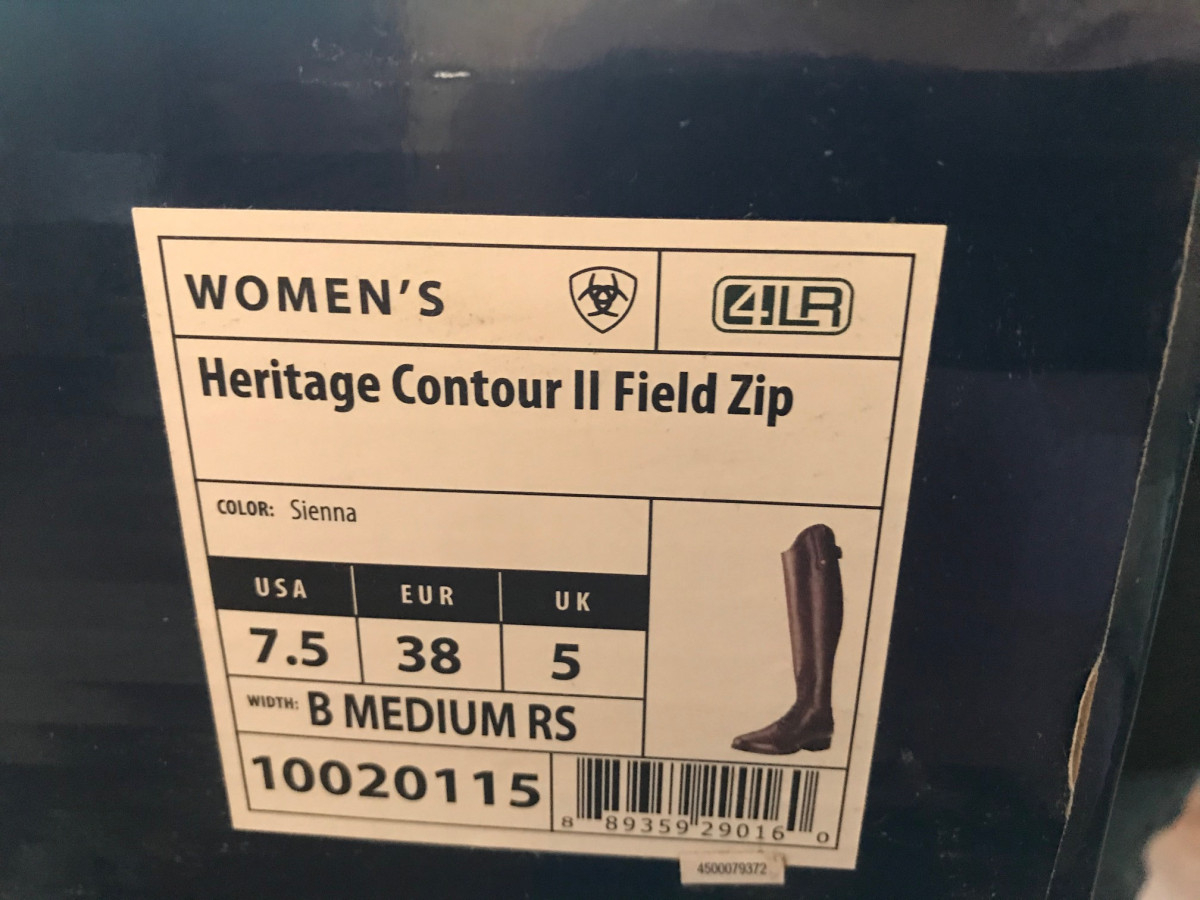 WOMEN'S
4LR
Heritage Contour II Field Zip
COLOR: Sienna
USA EUR UK
7.5 38 5
WIDTH: B MEDIUM RS
10020115
8 89359 29016 0
4500079372